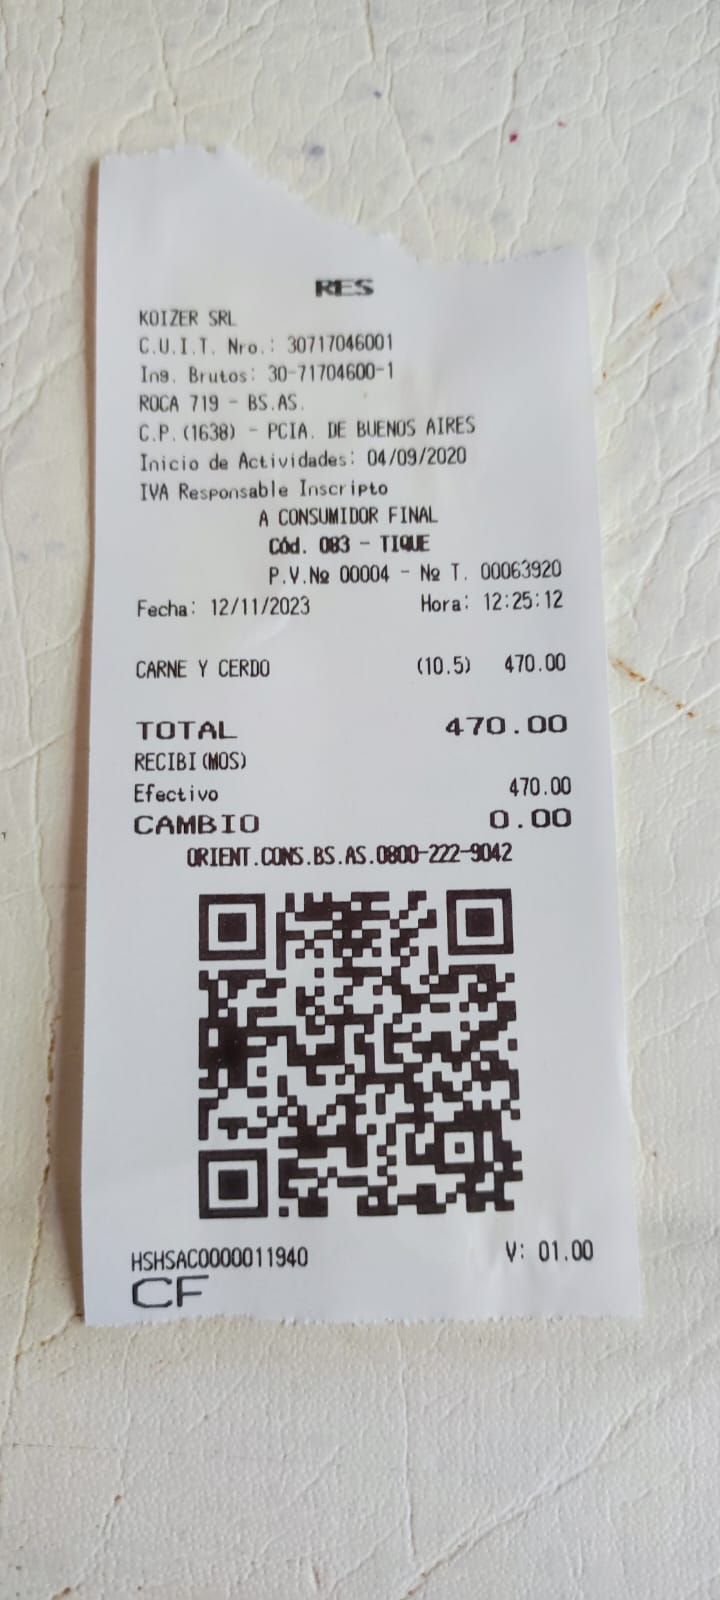 RES
KOIZER SRL
C.U.I.T. Nro.: 30717046001
Ing. Brutos: 30-71704600-1
ROCA 719 - BS.AS.
C.P.(1638) - PCIA. DE BUENOS AIRES
Inicio de Actividades: 04/09/2020
IVA Responsable Inscripto
A CONSUMIDOR FINAL
Cód. 083 - TIQUE
P.V.Nº 00004 - Nº T. 00063920
Fecha: 12/11/2023 Hora: 12:25:12
CARNE Y CERDO (10.5) 470.00
TOTAL 470.00
RECIBI(MOS)
Efectivo 470.00
CAMBIO 0.00
ORIENT.CONS.BS.AS.0800-222-9042
HSHSAC0000011940 V: 01.00
CF